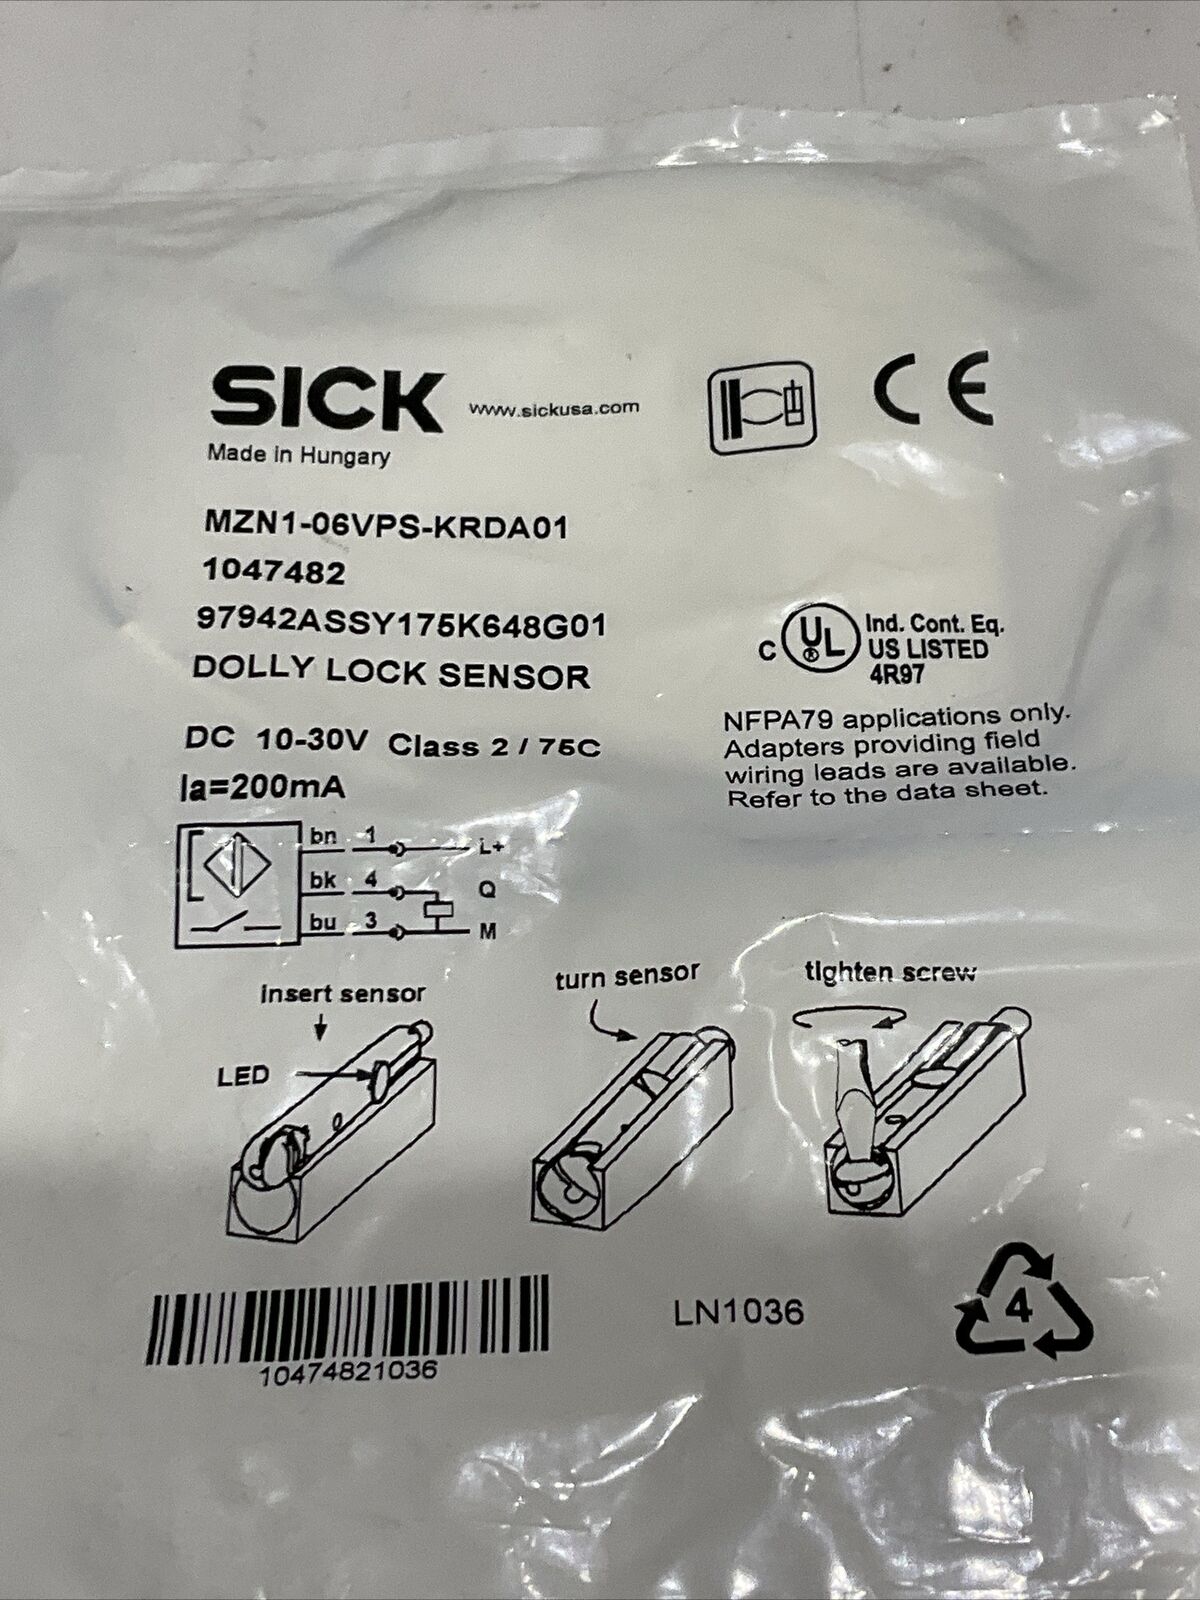 SICK www.sickusa.com
CE
Made in Hungary
MZN1-06VPS-KRDA01
1047482
97942ASSY175K648G01
DOLLY LOCK SENSOR
DC 10-30V Class 2 / 75C
Ia=200mA
C UL ® Ind. Cont. Eq.
US LISTED
4R97
NFPA79 applications only.
Adapters providing field
wiring leads are available.
Refer to the data sheet.
bn 1 L+
bk 4 Q
bu 3 M
insert sensor
turn sensor
tighten screw
LED
10474821036
LN1036
4